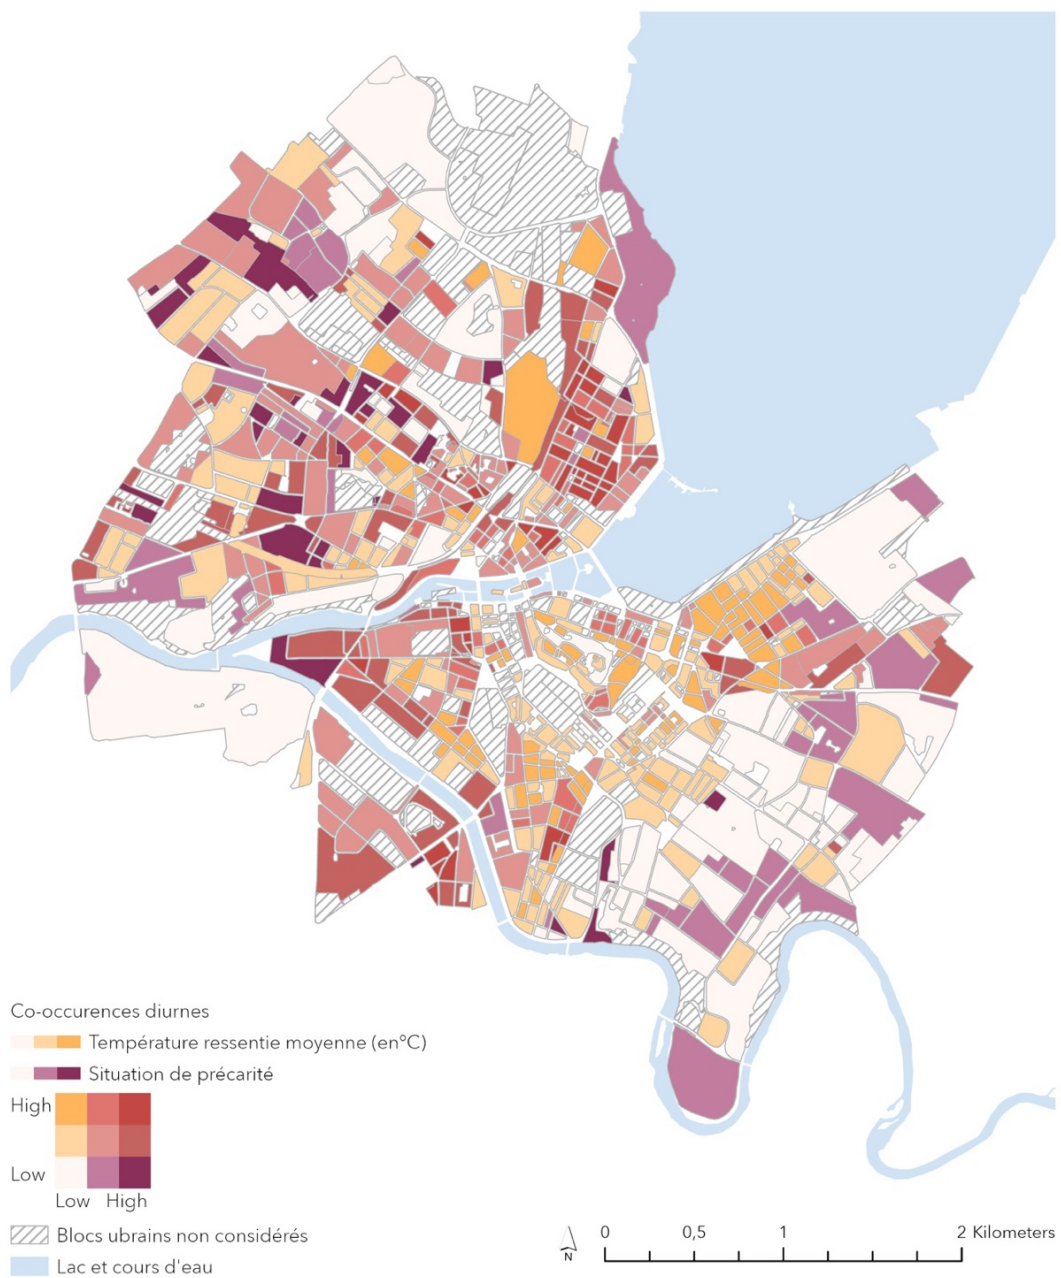 Co-occurences diurnes
Température ressentie moyenne (en°C)
Situation de précarité
High
Low
Low High
Blocs ubrains non considérés
Lac et cours d'eau
N
0 0,5 1 2 Kilometers